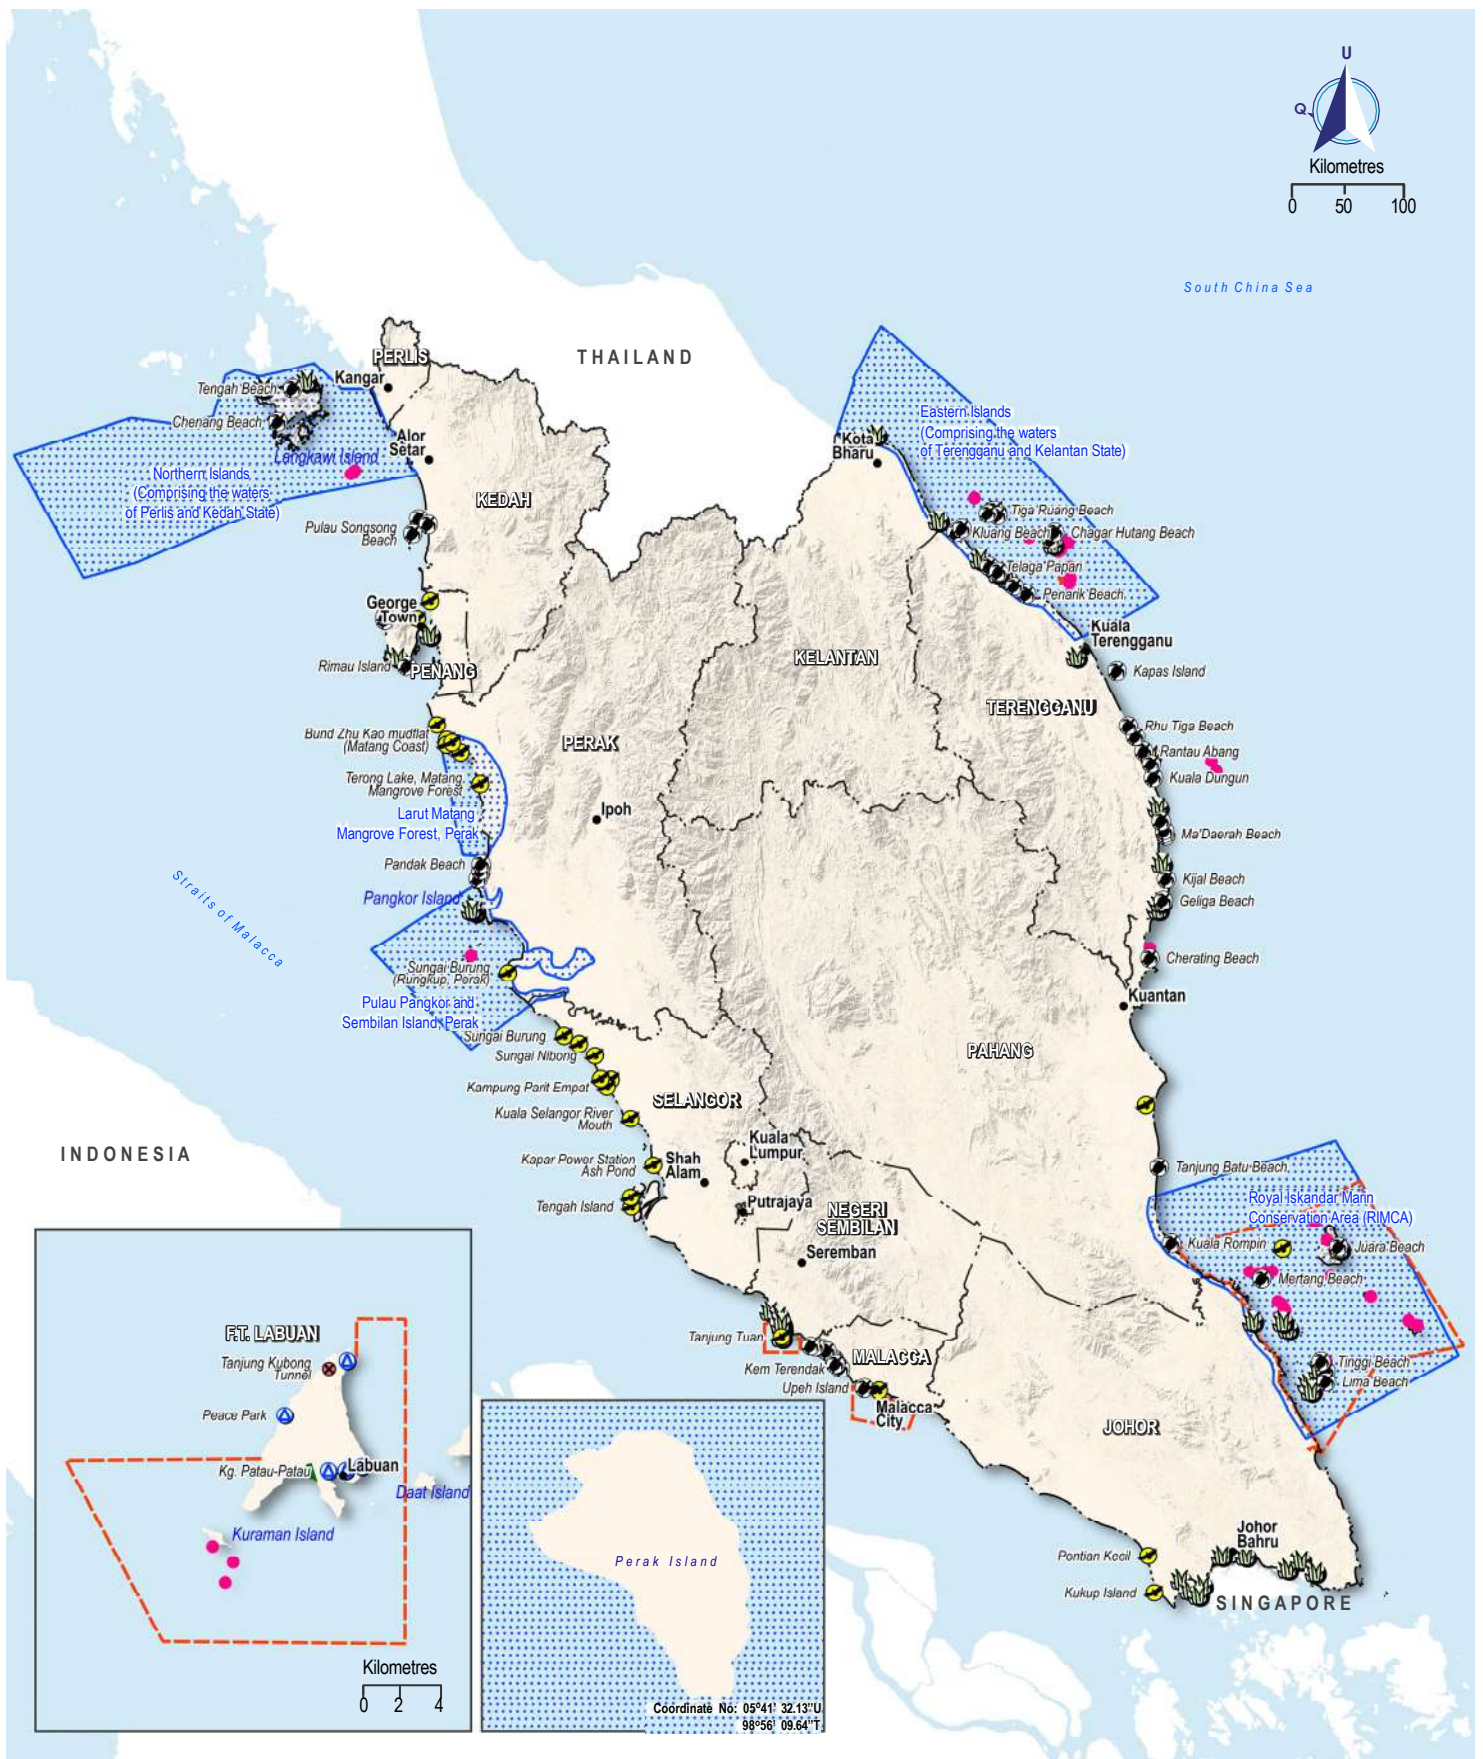 U
Q
Kilometres
0 50 100
South China Sea
THAILAND
PERLIS
Kangar
Tengah Beach
Chenang Beach
Langkawi Island
Alor
Setar
Northern Islands
(Comprising the waters
of Perlis and Kedah State)
KEDAH
Pulau Songsong
Beach
George
Town
Rimau Island
PENANG
Eastern Islands
(Comprising the waters
of Terengganu and Kelantan State)
Kota
Bharu
Tiga Ruang Beach
Kluang Beach
Chagar Hutang Beach
Telaga Papan
Penarik Beach
Kuala
Terengganu
Kapas Island
KELANTAN
TERENGGANU
Rhu Tiga Beach
Rantau Abang
Kuala Dungun
Ma'Daerah Beach
Kijal Beach
Geliga Beach
Cherating Beach
Kuantan
Bund Zhu Kao mudflat
(Matang Coast)
Terong Lake, Matang
Mangrove Forest
Larut Matang
Mangrove Forest, Perak
PERAK
Ipoh
Pandak Beach
Pangkor Island
Straits of Malacca
Sungai Burung
(Rungkup, Perak)
Pulau Pangkor and
Sembilan Island, Perak
Sungai Burung
Sungai Nibong
Kampung Parit Empat
Kuala Selangor River
Mouth
SELANGOR
PAHANG
Kapar Power Station
Ash Pond
Shah
Alam
Kuala
Lumpur
Tengah Island
Putrajaya
NEGERI
SEMBILAN
Seremban
INDONESIA
Tanjung Batu Beach
Royal Iskandar Marin
Conservation Area (RIMCA)
Kuala Rompin
Juara Beach
Mertang Beach
Tinggi Beach
Lima Beach
Tanjung Tuan
Kem Terendak
Upeh Island
MALACCA
Malacca
City
JOHOR
Johor
Bahru
Pontian Kecil
Kukup Island
SINGAPORE
F.T. LABUAN
Tanjung Kubong
Tunnel
Peace Park
Kg. Patau-Patau
Labuan
Daat Island
Kuraman Island
Kilometres
0 2 4
Perak Island
Coordinate No: 05º41' 32.13"U
98º56' 09.64"T